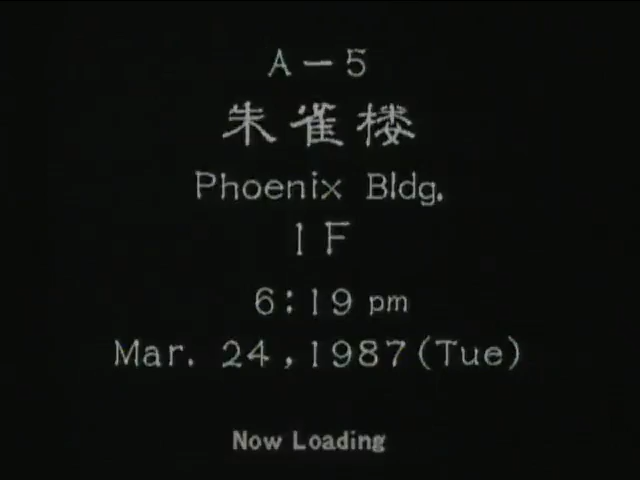 A－5
朱雀楼
Phoenix Bldg.
1F
6:19 pm
Mar. 24,1987(Tue)
Now Loading